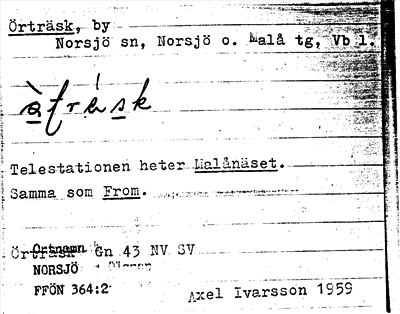 Örträsk, by
Norsjö sn, Norsjö o. Malå tg, Vb l.
Telestationen heter Malånäset.
Samma som From.
Örträsk Gn 43 NV SV
Ortnamn
NORSJÖ
FFÖN 364:2
Axel Ivarsson 1959